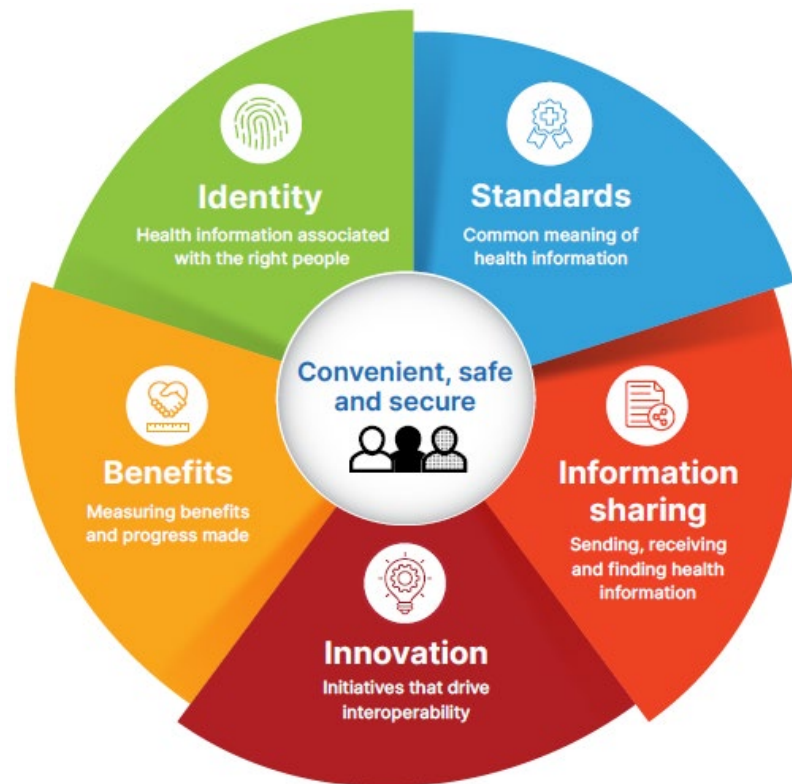 Identity
Health information associated
with the right people
Standards
Common meaning of
health information
Convenient, safe
and secure
Benefits
Measuring benefits
and progress made
Information
sharing
Sending, receiving
and finding health
information
Innovation
Initiatives that drive
interoperability